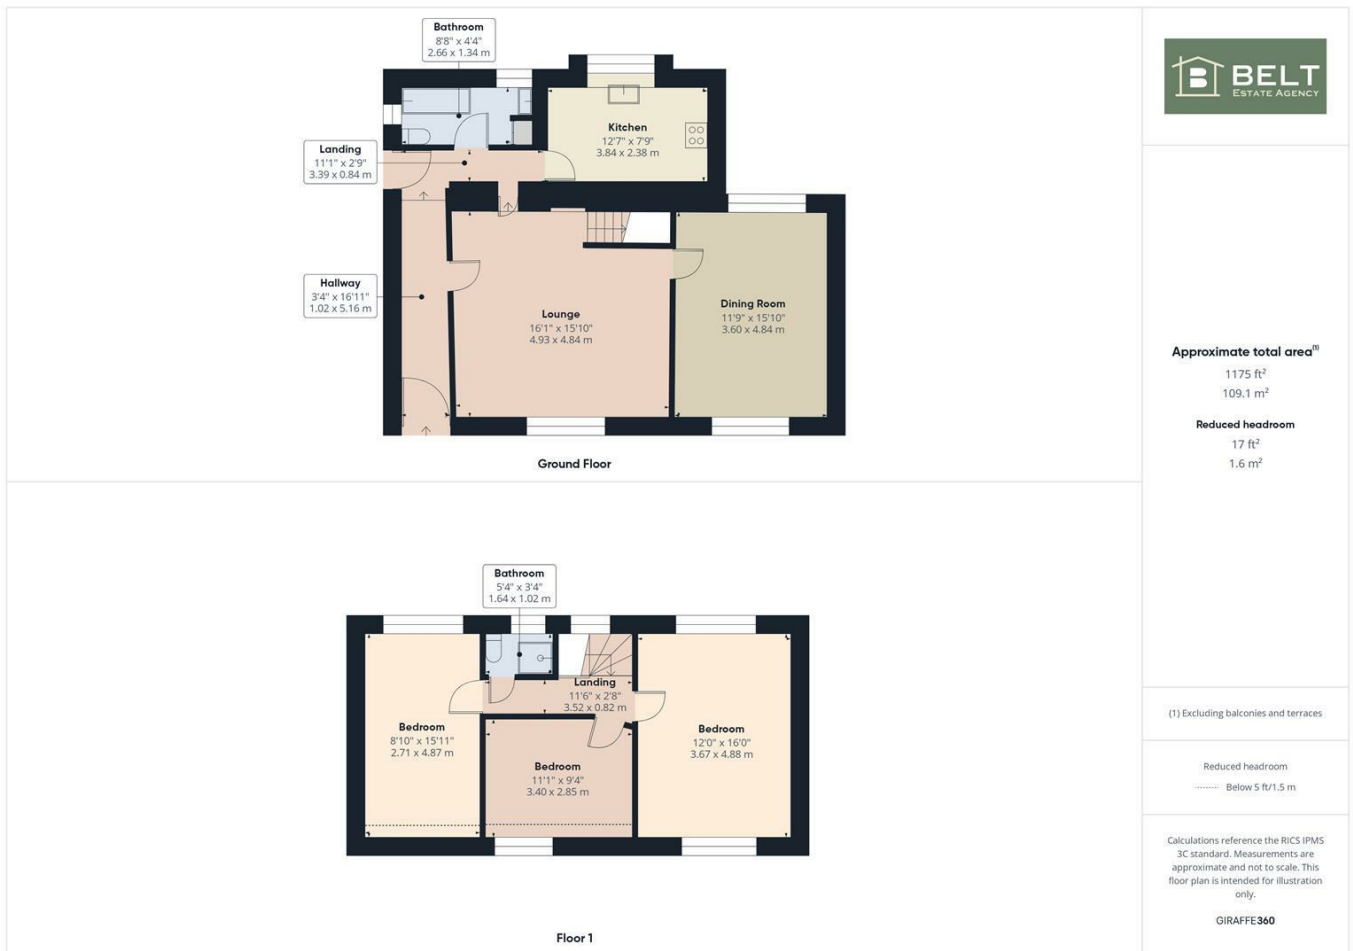 Bathroom
8'8" x 4'4"
2.66 x 1.34 m
Landing
11'1" x 2'9"
3.39 x 0.84 m
Kitchen
12'7" x 7'9"
3.84 x 2.38 m
Hallway
3'4" x 16'11"
1.02 x 5.16 m
Lounge
16'1" x 15'10"
4.93 x 4.84 m
Dining Room
11'9" x 15'10"
3.60 x 4.84 m
Ground Floor
Bathroom
5'4" x 3'4"
1.64 x 1.02 m
Landing
11'6" x 2'8"
3.52 x 0.82 m
Bedroom
8'10" x 15'11"
2.71 x 4.87 m
Bedroom
11'1" x 9'4"
3.40 x 2.85 m
Bedroom
12'0" x 16'0"
3.67 x 4.88 m
Floor 1
B BELT
ESTATE AGENCY
Approximate total area(1)
1175 ft²
109.1 m²
Reduced headroom
17 ft²
1.6 m²
(1) Excluding balconies and terraces
Reduced headroom
Below 5 ft/1.5 m
Calculations reference the RICS IPMS
3C standard. Measurements are
approximate and not to scale. This
floor plan is intended for illustration
only.
GIRAFFE360